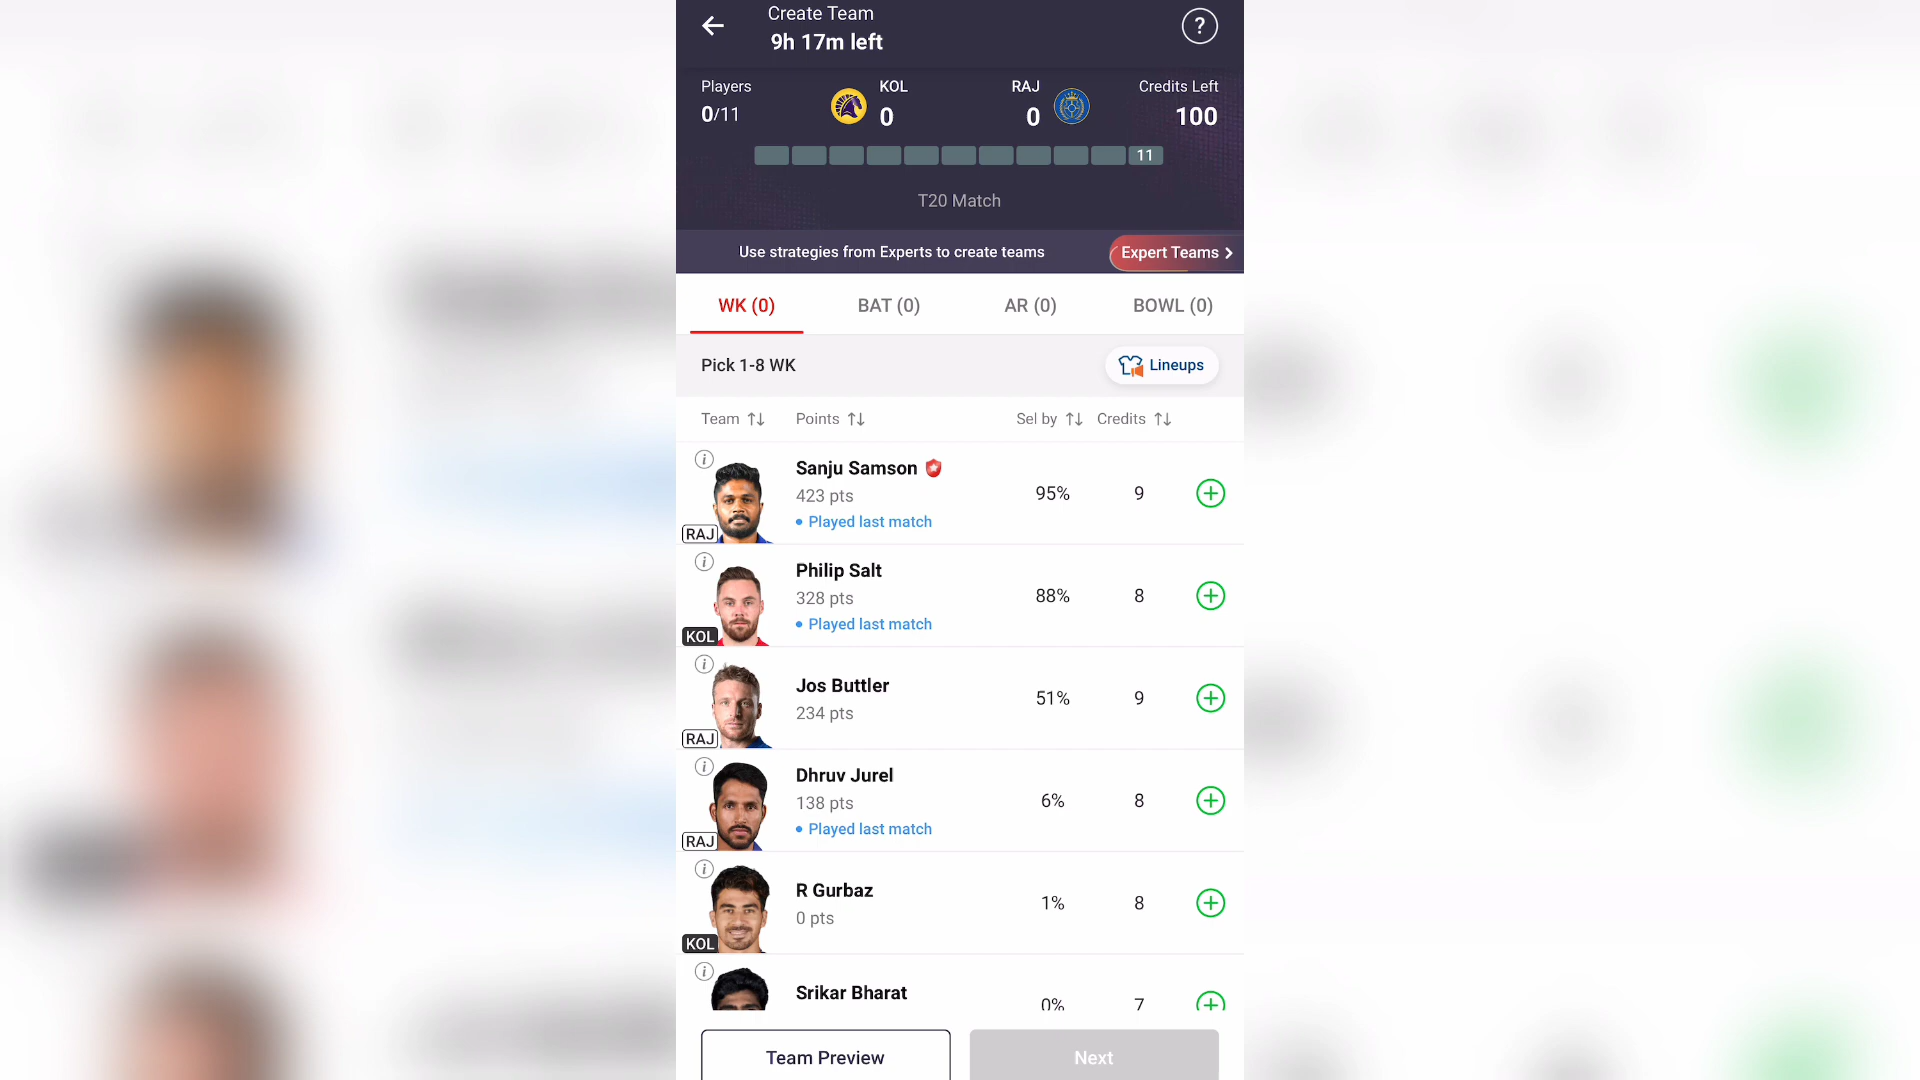 Create Team
9h 17m left
?
Players
0/11
KOL
0
RAJ
0
Credits Left
100
11
T20 Match
Use strategies from Experts to create teams
Expert Teams
WK (0)
BAT (0)
AR (0)
BOWL (0)
Pick 1-8 WK
Lineups
Team
Points
Sel by
Credits
i
Sanju Samson
423 pts
Played last match
RAJ
95%
9
i
Philip Salt
328 pts
Played last match
KOL
88%
8
i
Jos Buttler
234 pts
RAJ
51%
9
i
Dhruv Jurel
138 pts
Played last match
RAJ
6%
8
i
R Gurbaz
0 pts
KOL
1%
8
i
Srikar Bharat
0%
7
Team Preview
Next